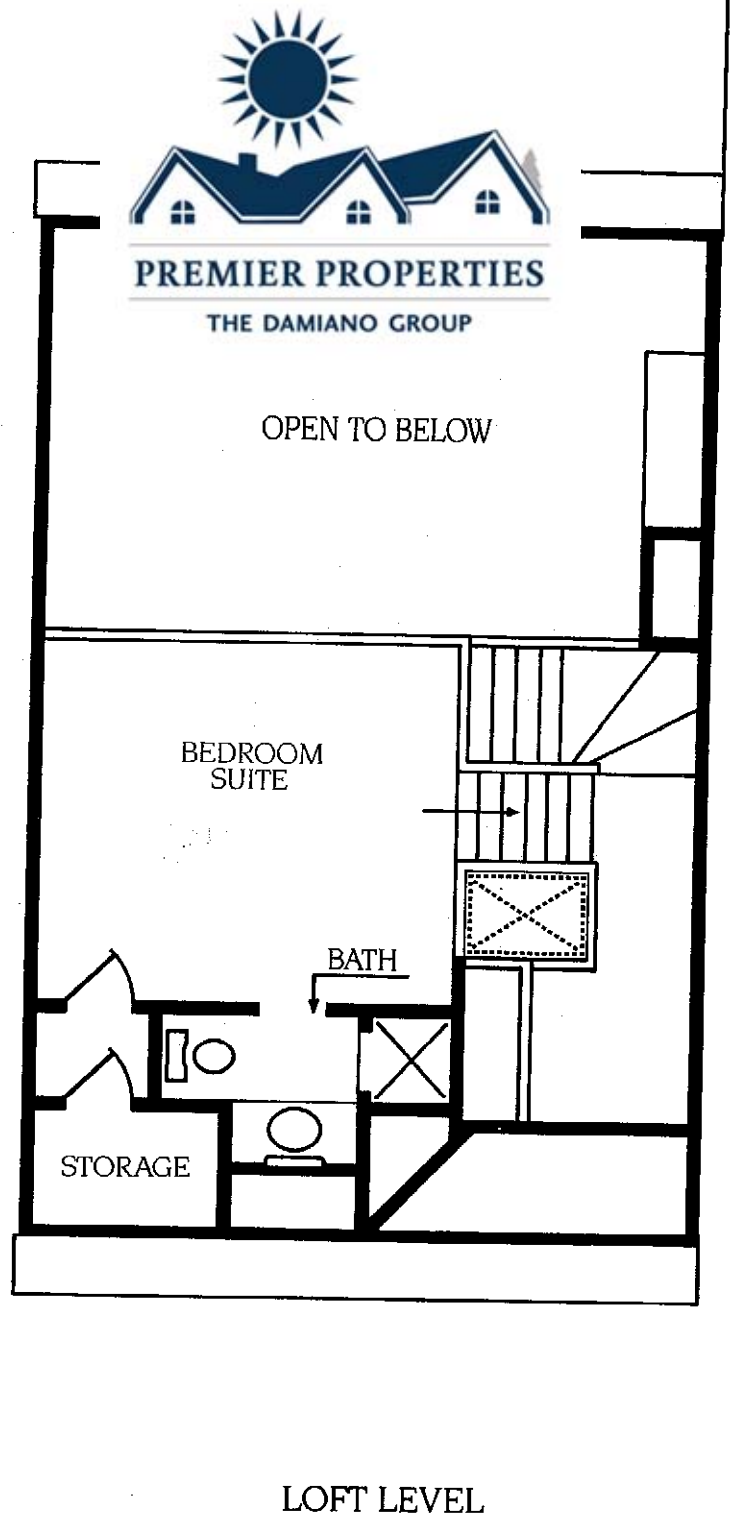 PREMIER PROPERTIES
THE DAMIANO GROUP
OPEN TO BELOW
BEDROOM
SUITE
BATH
STORAGE
LOFT LEVEL